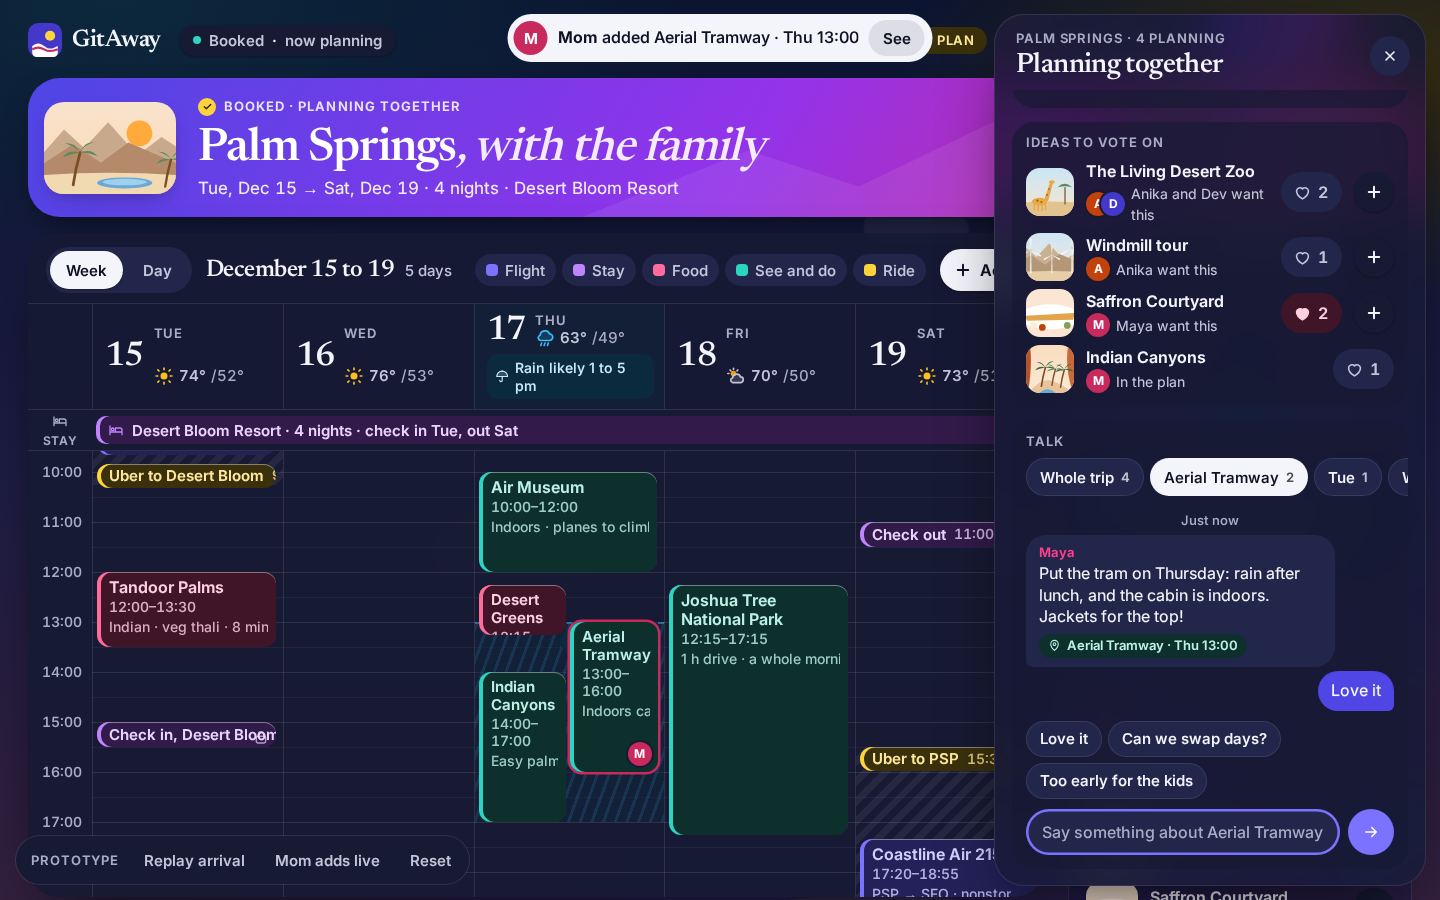 GitAway
Booked · now planning
M
Mom added Aerial Tramway · Thu 13:00
See
PLAN
BOOKED · PLANNING TOGETHER
Palm Springs, with the family
Tue, Dec 15 → Sat, Dec 19 · 4 nights · Desert Bloom Resort
Week
Day
December 15 to 19
5 days
Flight
Stay
Food
See and do
Ride
+
15
TUE
74° /52°
16
WED
76° /53°
17
THU
63° /49°
Rain likely 1 to 5
pm
18
FRI
70° /50°
19
SAT
73°
STAY
Desert Bloom Resort · 4 nights · check in Tue, out Sat
10:00
11:00
12:00
13:00
14:00
15:00
16:00
17:00
Uber to Desert Bloom
Tandoor Palms
12:00–13:30
Indian · veg thali · 8 min
Check in, Desert Bloom
Air Museum
10:00–12:00
Indoors · planes to climb
Desert
Greens
Indian
Canyons
14:00–
17:00
Easy palm
Aerial
Tramway
13:00–
16:00
Indoors
M
Joshua Tree
National Park
12:15–17:15
1 h drive · a whole
Check out
11:00
Uber to PSP
Coastline Air
17:20–18:55
PSP → SFO · nonstop
PALM SPRINGS · 4 PLANNING
Planning together
IDEAS TO VOTE ON
The Living Desert Zoo
A
D
Anika and Dev want
this
2
+
Windmill tour
A
Anika want this
1
+
Saffron Courtyard
M
Maya want this
2
+
Indian Canyons
M
In the plan
1
TALK
Whole trip 4
Aerial Tramway 2
Tue 1
Just now
Maya
Put the tram on Thursday: rain after
lunch, and the cabin is indoors.
Jackets for the top!
Aerial Tramway · Thu 13:00
Love it
Love it
Can we swap days?
Too early for the kids
Say something about Aerial Tramway
PROTOTYPE
Replay arrival
Mom adds live
Reset
Saffron Courtyard